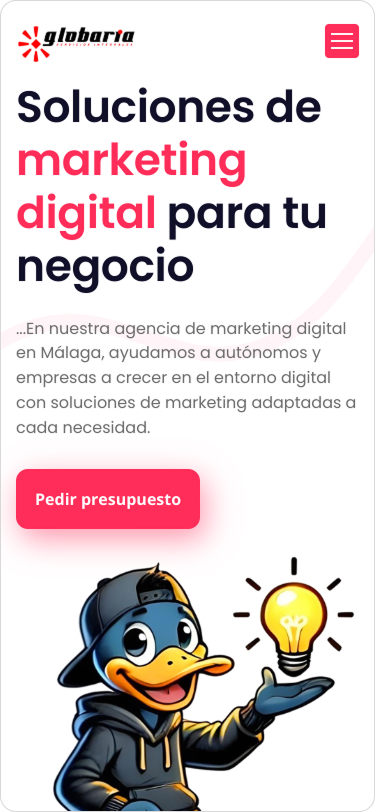 globaria
SERVICIOS INTEGRALES
Soluciones de
marketing
digital para tu
negocio
...En nuestra agencia de marketing digital
en Málaga, ayudamos a autónomos y
empresas a crecer en el entorno digital
con soluciones de marketing adaptadas a
cada necesidad.
Pedir presupuesto